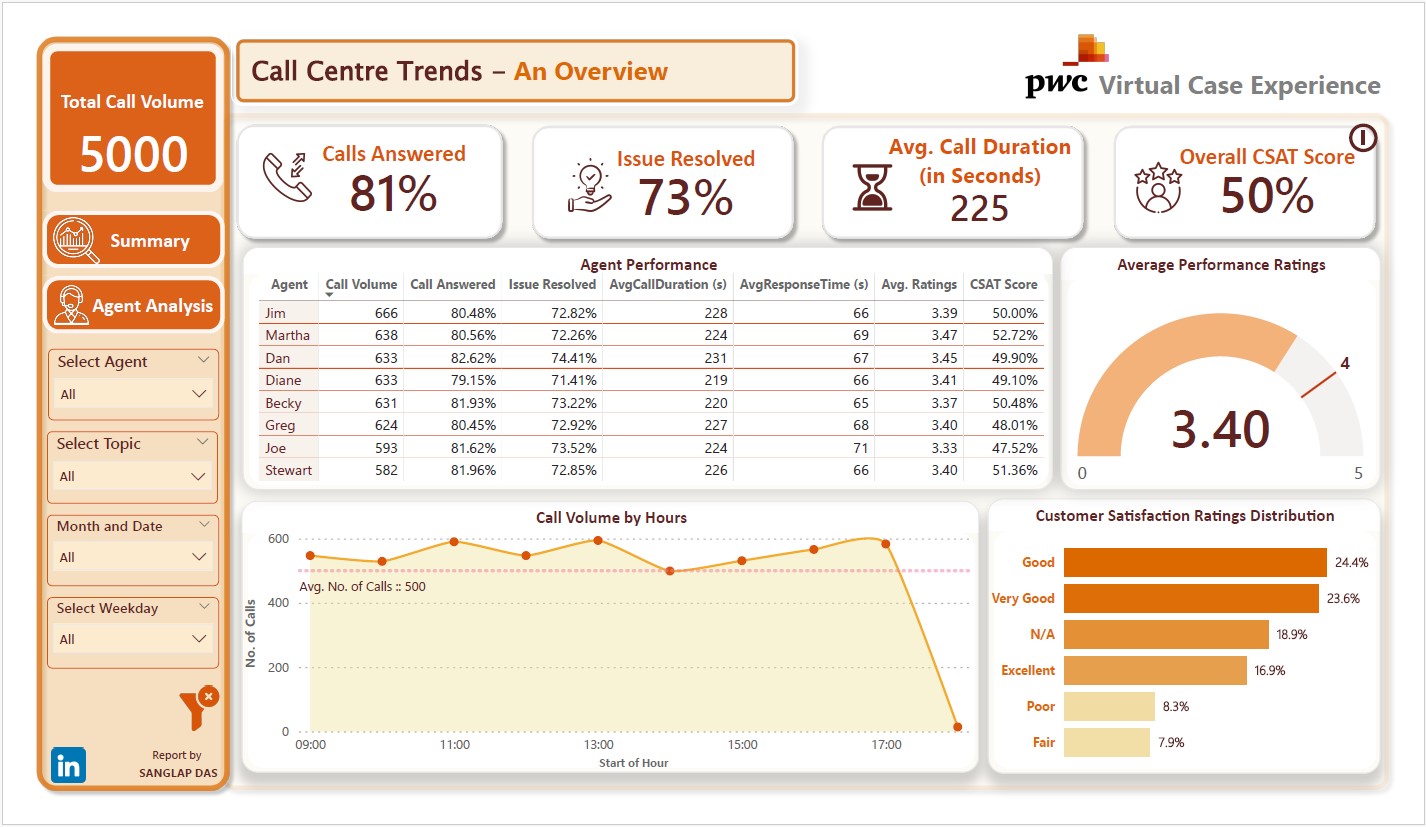 Total Call Volume
5000
Summary
Agent Analysis
Select Agent
All
Select Topic
All
Month and Date
All
Select Weekday
All
in
Report by
SANGLAP DAS
Call Centre Trends – An Overview
pwc Virtual Case Experience
Calls Answered
81%
Issue Resolved
73%
Avg. Call Duration
(in Seconds)
225
Overall CSAT Score
50%
Agent Performance
Agent Call Volume Call Answered Issue Resolved AvgCallDuration (s) AvgResponseTime (s) Avg. Ratings CSAT Score
Jim 666 80.48% 72.82% 228 66 3.39 50.00%
Martha 638 80.56% 72.26% 224 69 3.47 52.72%
Dan 633 82.62% 74.41% 231 67 3.45 49.90%
Diane 633 79.15% 71.41% 219 66 3.41 49.10%
Becky 631 81.93% 73.22% 220 65 3.37 50.48%
Greg 624 80.45% 72.92% 227 68 3.40 48.01%
Joe 593 81.62% 73.52% 224 71 3.33 47.52%
Stewart 582 81.96% 72.85% 226 66 3.40 51.36%
Average Performance Ratings
4
3.40
0 5
Call Volume by Hours
600
Avg. No. of Calls :: 500
400
200
0
No. of Calls
09:00 11:00 13:00 15:00 17:00
Start of Hour
Customer Satisfaction Ratings Distribution
Good 24.4%
Very Good 23.6%
N/A 18.9%
Excellent 16.9%
Poor 8.3%
Fair 7.9%